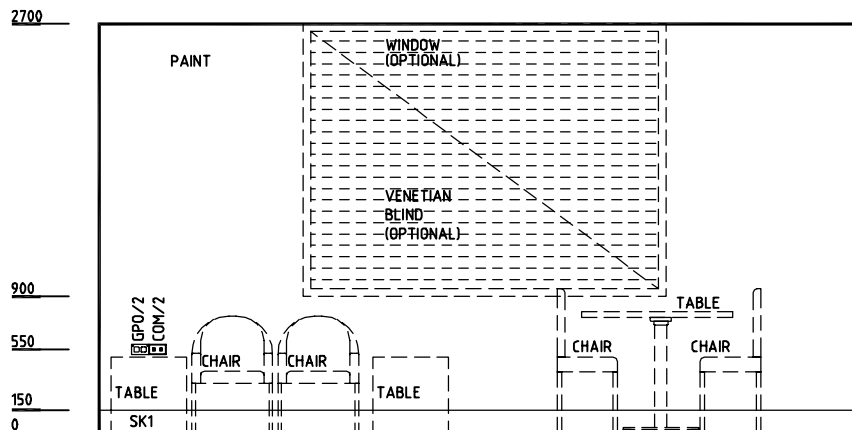 2700
PAINT
WINDOW
(OPTIONAL)
VENETIAN
BLIND
(OPTIONAL)
900
GPO/2
COM/2
TABLE
550
CHAIR
CHAIR
CHAIR
CHAIR
TABLE
TABLE
150
SK1
0